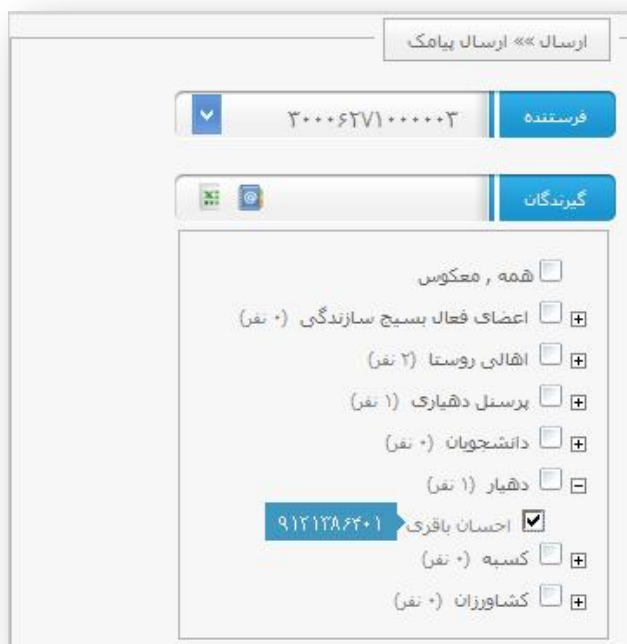 ارسال »» ارسال پیامک
فرستنده ۳۰۰۰۶۲۷۱۰۰۰۰۰۳
گیرندگان
همه , معکوس
اعضای فعال بسیج سازندگی (۰ نفر)
اهالی روستا (۲ نفر)
پرسنل دهیاری (۱ نفر)
دانشجویان (۰ نفر)
دهیار (۱ نفر)
احسان باقری ۹۱۲۱۳۸۶۴۰۱
کسبه (۰ نفر)
کشاورزان (۰ نفر)